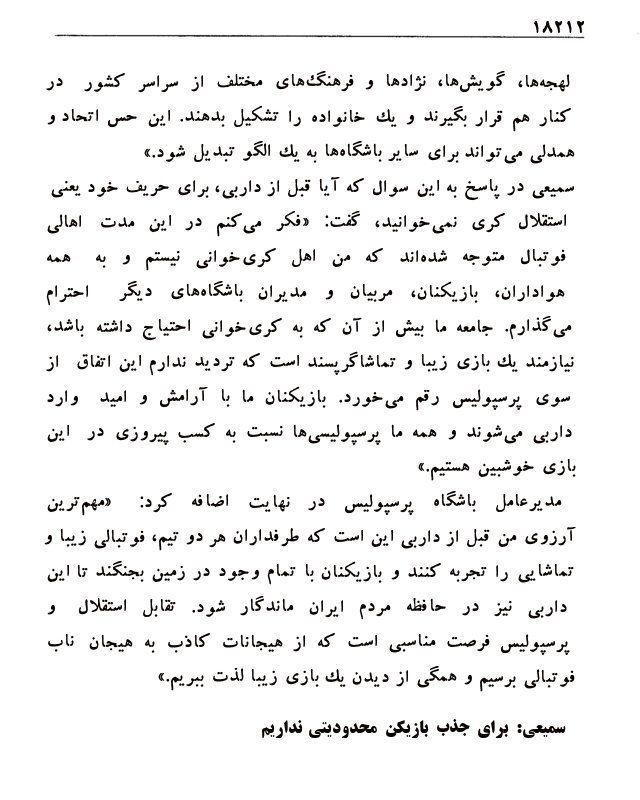 ۱۸۲۱۲
لهجه‌ها، گویش‌ها، نژادها و فرهنگ‌های مختلف از سراسر کشور در
کنار هم قرار بگیرند و یك خانواده را تشکیل بدهند. این حس اتحاد و
همدلی می‌تواند برای سایر باشگاه‌ها به یك الگو تبدیل شود.»
سمیعی در پاسخ به این سوال که آیا قبل از داربی، برای حریف خود یعنی
استقلال کری نمی‌خوانید، گفت: «فکر می‌کنم در این مدت اهالی
فوتبال متوجه شده‌اند که من اهل کری‌خوانی نیستم و به همه
هواداران، بازیکنان، مربیان و مدیران باشگاه‌های دیگر احترام
می‌گذارم. جامعه ما بیش از آن که به کری‌خوانی احتیاج داشته باشد،
نیازمند یك بازی زیبا و تماشاگرپسند است که تردید ندارم این اتفاق از
سوی پرسپولیس رقم می‌خورد. بازیکنان ما با آرامش و امید وارد
داربی می‌شوند و همه ما پرسپولیسی‌ها نسبت به کسب پیروزی در این
بازی خوشبین هستیم.»
مدیرعامل باشگاه پرسپولیس در نهایت اضافه کرد: «مهم‌ترین
آرزوی من قبل از داربی این است که طرفداران هر دو تیم، فوتبالی زیبا و
تماشایی را تجربه کنند و بازیکنان با تمام وجود در زمین بجنگند تا این
داربی نیز در حافظه مردم ایران ماندگار شود. تقابل استقلال و
پرسپولیس فرصت مناسبی است که از هیجانات کاذب به هیجان ناب
فوتبالی برسیم و همگی از دیدن یك بازی زیبا لذت ببریم.»
سمیعی: برای جذب بازیکن محدودیتی نداریم